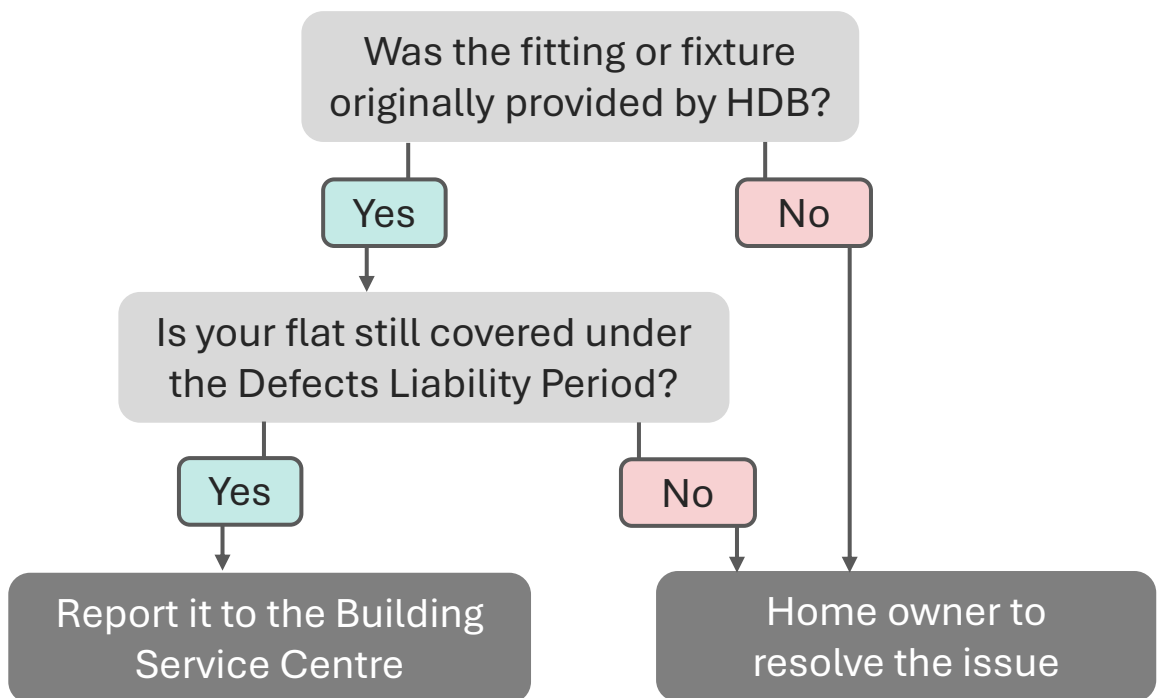 Was the fitting or fixture
originally provided by HDB?
Yes
No
Is your flat still covered under
the Defects Liability Period?
Yes
No
Report it to the Building
Service Centre
Home owner to
resolve the issue